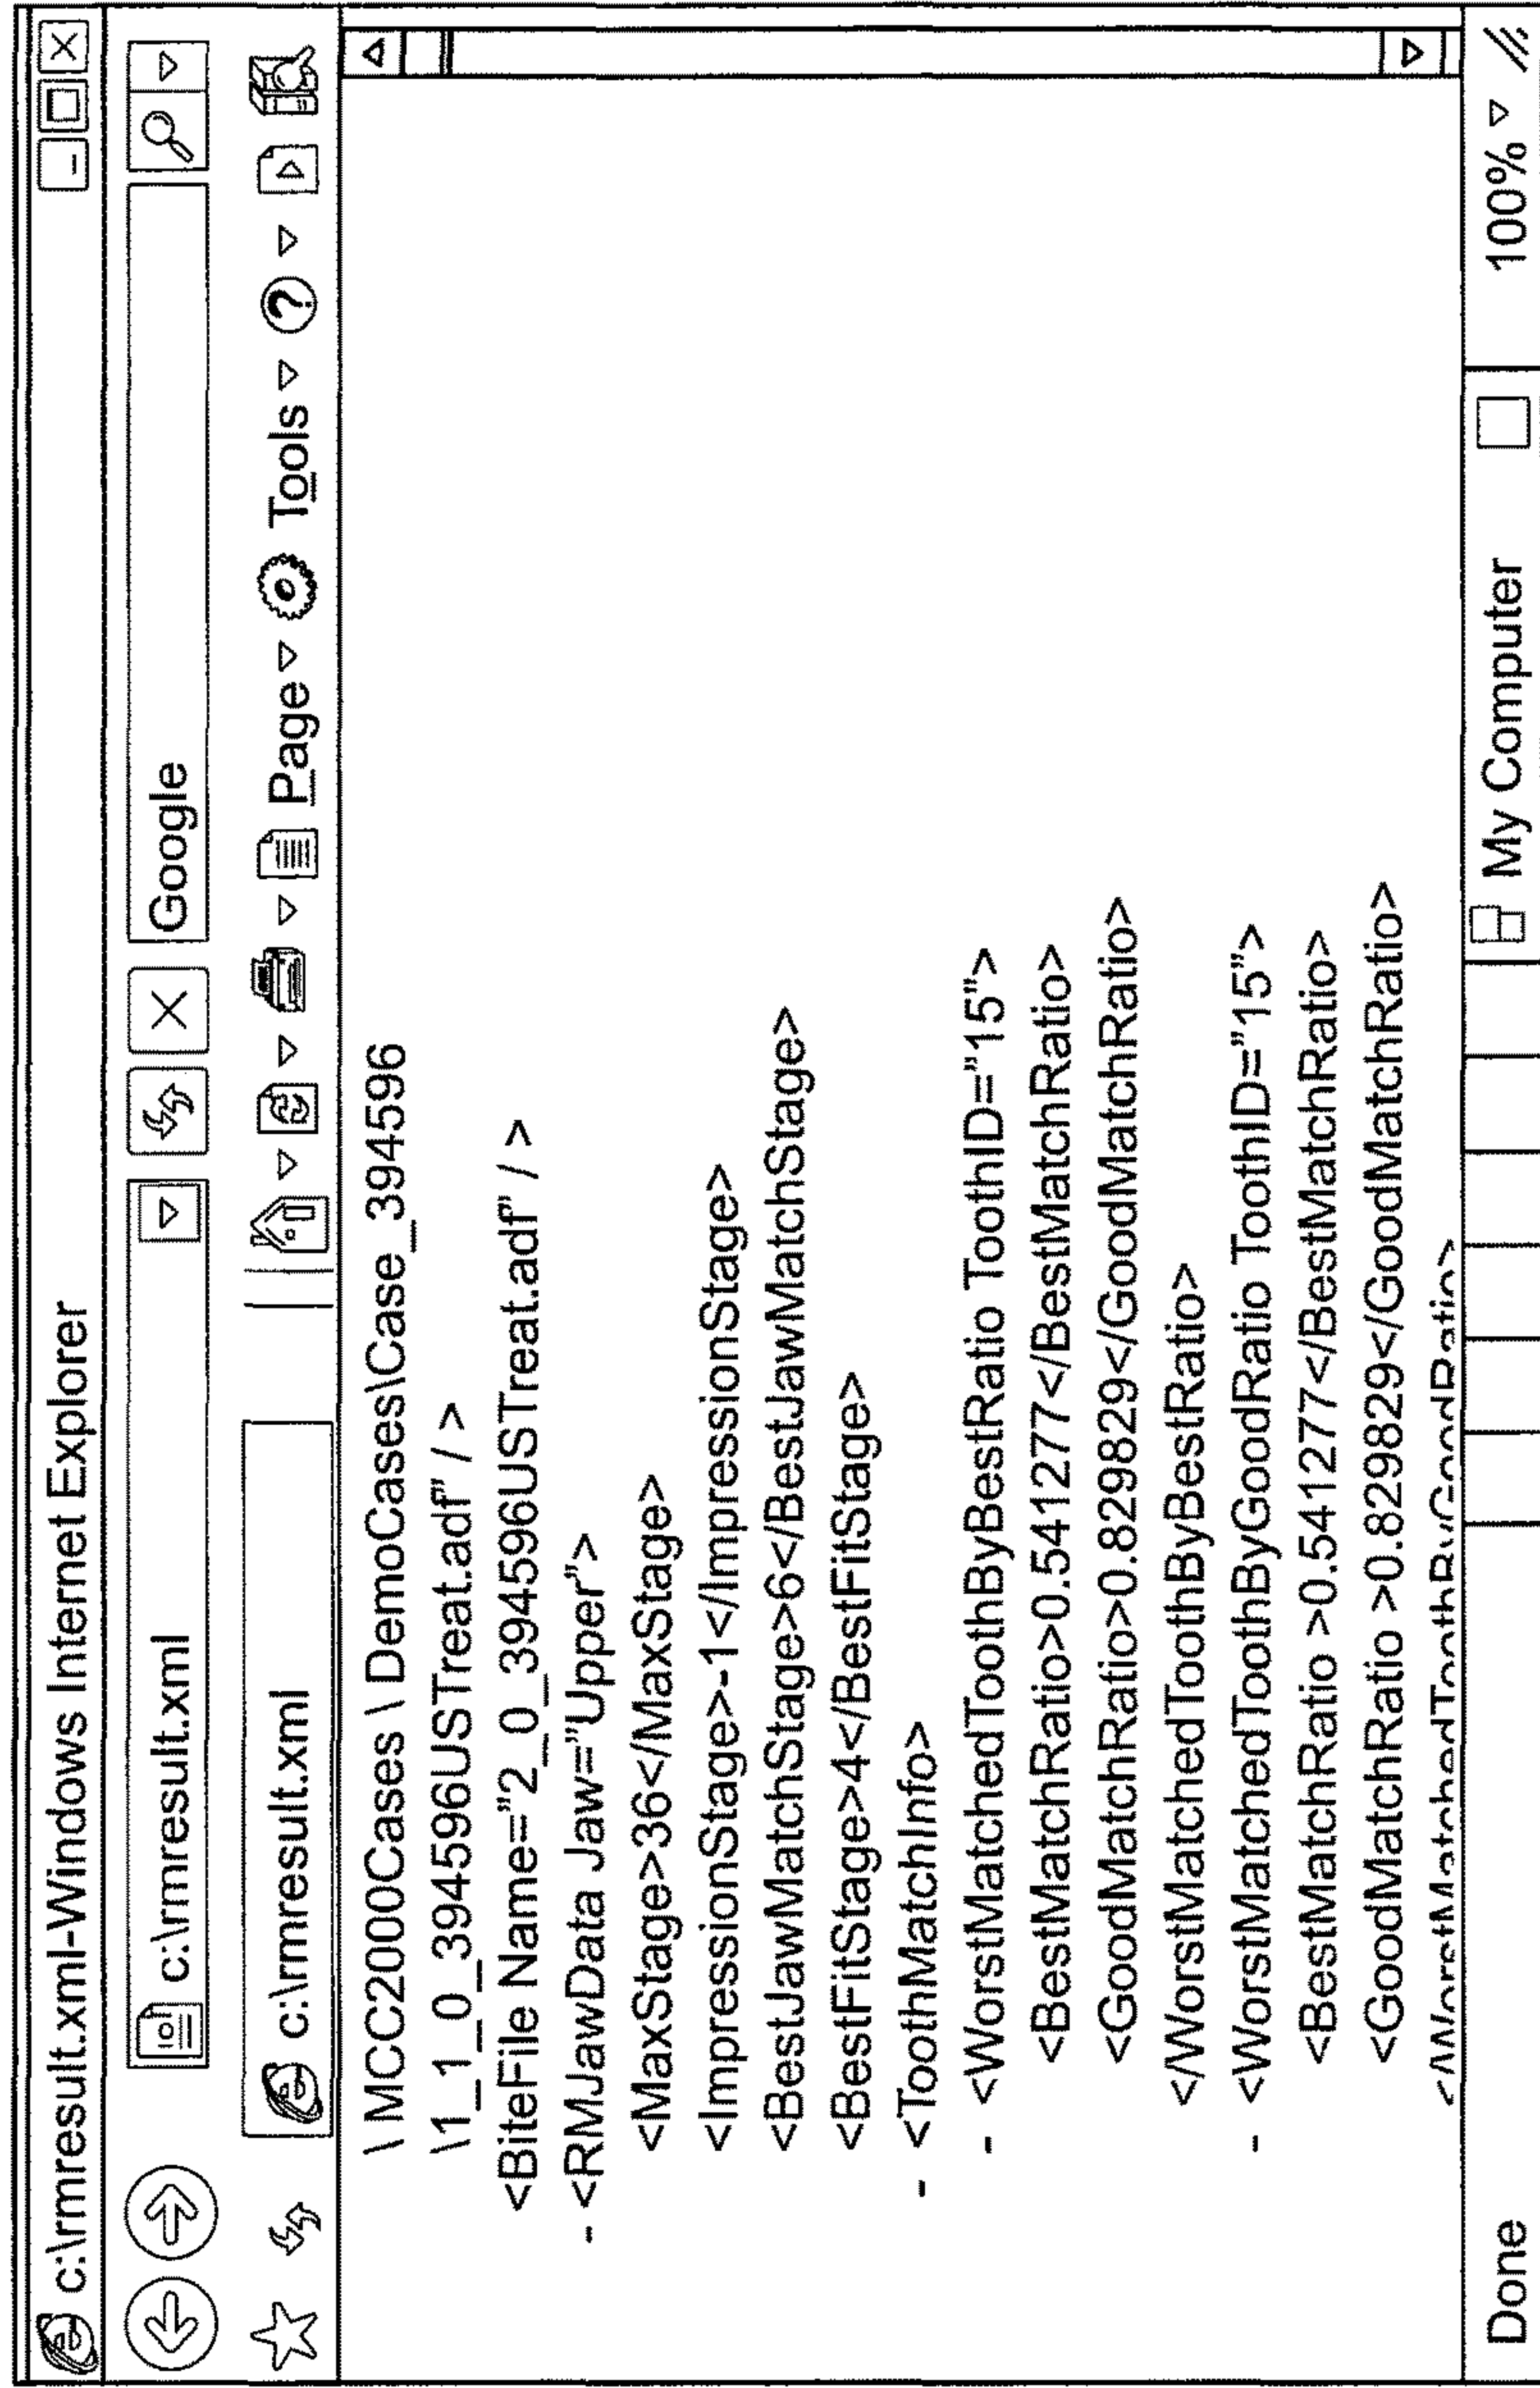 c:\rmresult.xml-Windows Internet Explorer
c:\rmresult.xml
Google
c:\rmresult.xml
Page
Tools
\ MCC2000Cases \ DemoCases\Case_394596
\1_1_0_394596USTreat.adf" / >
<BiteFile Name="2_0_394596USTreat.adf" / >
- <RMJawData Jaw="Upper">
<MaxStage>36</MaxStage>
<ImpressionStage>-1</ImpressionStage>
<BestJawMatchStage>6</BestJawMatchStage>
<BestFitStage>4</BestFitStage>
- <ToothMatchInfo>
- <WorstMatchedToothByBestRatio ToothID="15">
<BestMatchRatio>0.541277</BestMatchRatio>
<GoodMatchRatio>0.829829</GoodMatchRatio>
</WorstMatchedToothByBestRatio>
- <WorstMatchedToothByGoodRatio ToothID="15">
<BestMatchRatio >0.541277</BestMatchRatio>
<GoodMatchRatio >0.829829</GoodMatchRatio>
</WorstMatchedToothByGoodRatio>
Done
My Computer
100%